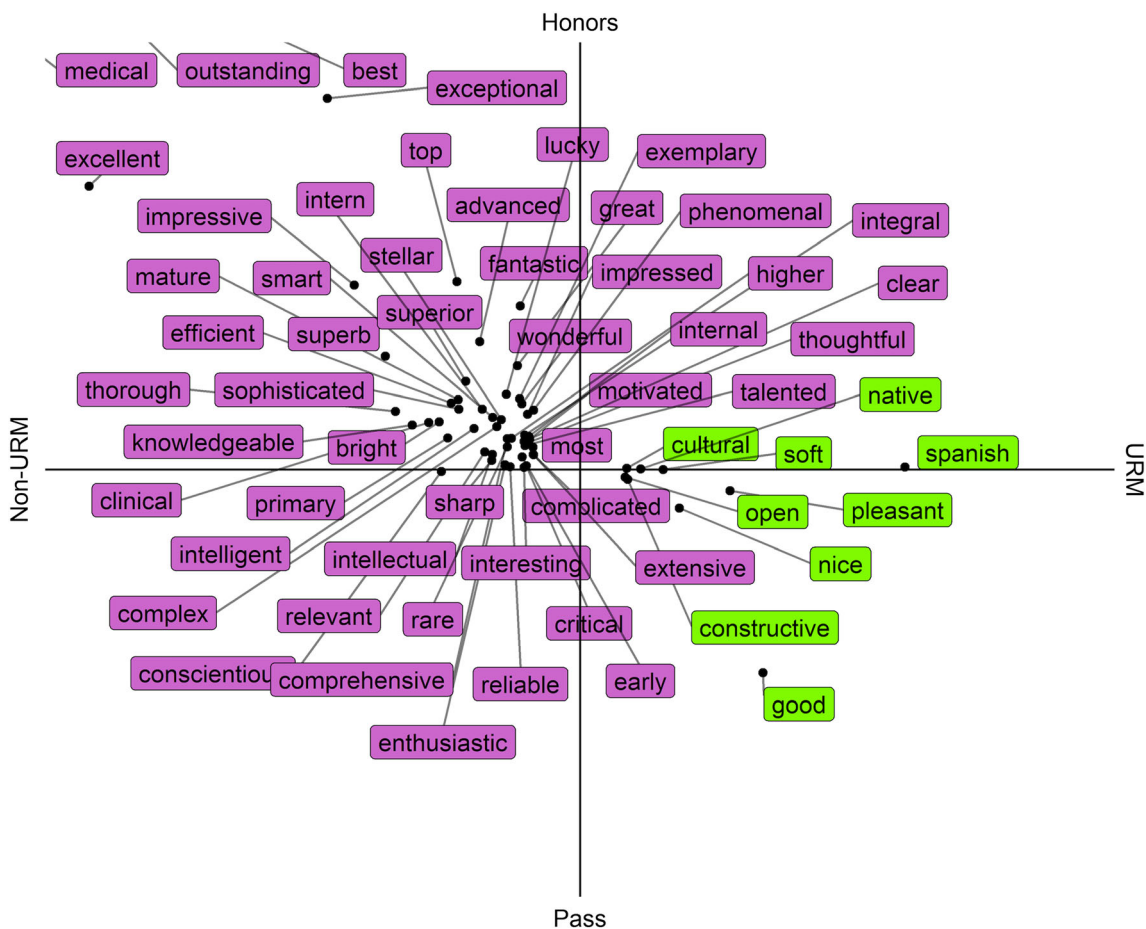 Honors
medical
outstanding
best
exceptional
excellent
top
lucky
exemplary
impressive
intern
advanced
great
phenomenal
integral
mature
smart
stellar
fantastic
impressed
higher
clear
efficient
superb
superior
wonderful
internal
thoughtful
thorough
sophisticated
motivated
talented
native
knowledgeable
bright
most
cultural
soft
spanish
Non-URM
URM
clinical
primary
sharp
complicated
open
pleasant
intelligent
intellectual
interesting
extensive
nice
complex
relevant
rare
critical
constructive
conscientiou
comprehensive
reliable
early
good
enthusiastic
Pass